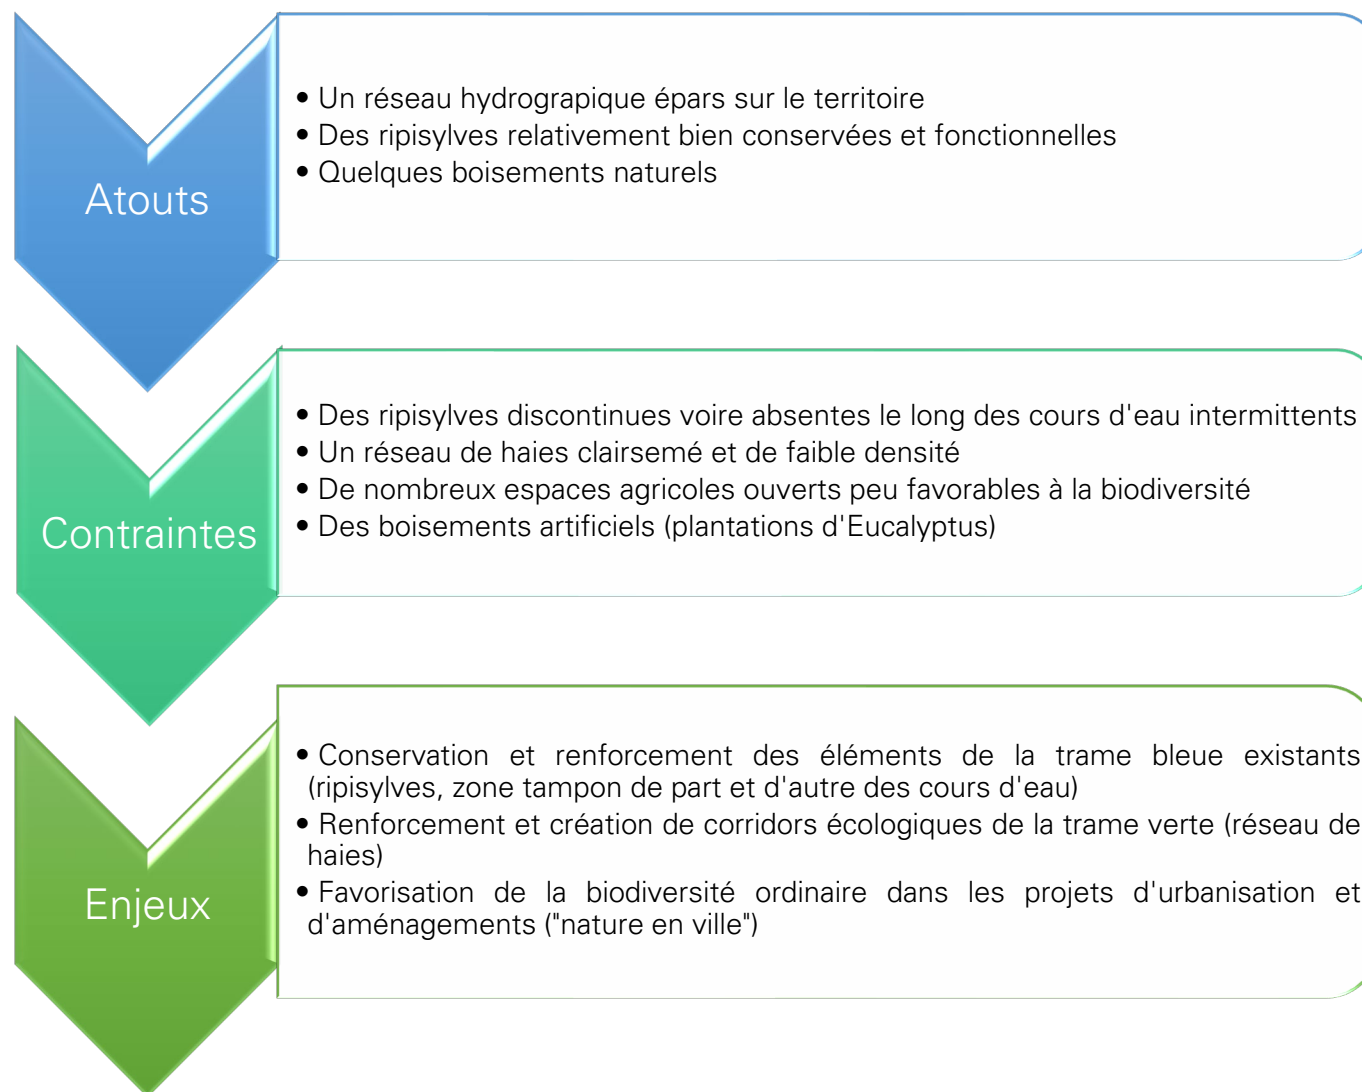 Atouts
• Un réseau hydrograpique épars sur le territoire
• Des ripisylves relativement bien conservées et fonctionnelles
• Quelques boisements naturels
Contraintes
• Des ripisylves discontinues voire absentes le long des cours d'eau intermittents
• Un réseau de haies clairsemé et de faible densité
• De nombreux espaces agricoles ouverts peu favorables à la biodiversité
• Des boisements artificiels (plantations d'Eucalyptus)
Enjeux
• Conservation et renforcement des éléments de la trame bleue existants
(ripisylves, zone tampon de part et d'autre des cours d'eau)
• Renforcement et création de corridors écologiques de la trame verte (réseau de
haies)
• Favorisation de la biodiversité ordinaire dans les projets d'urbanisation et
d'aménagements ("nature en ville")